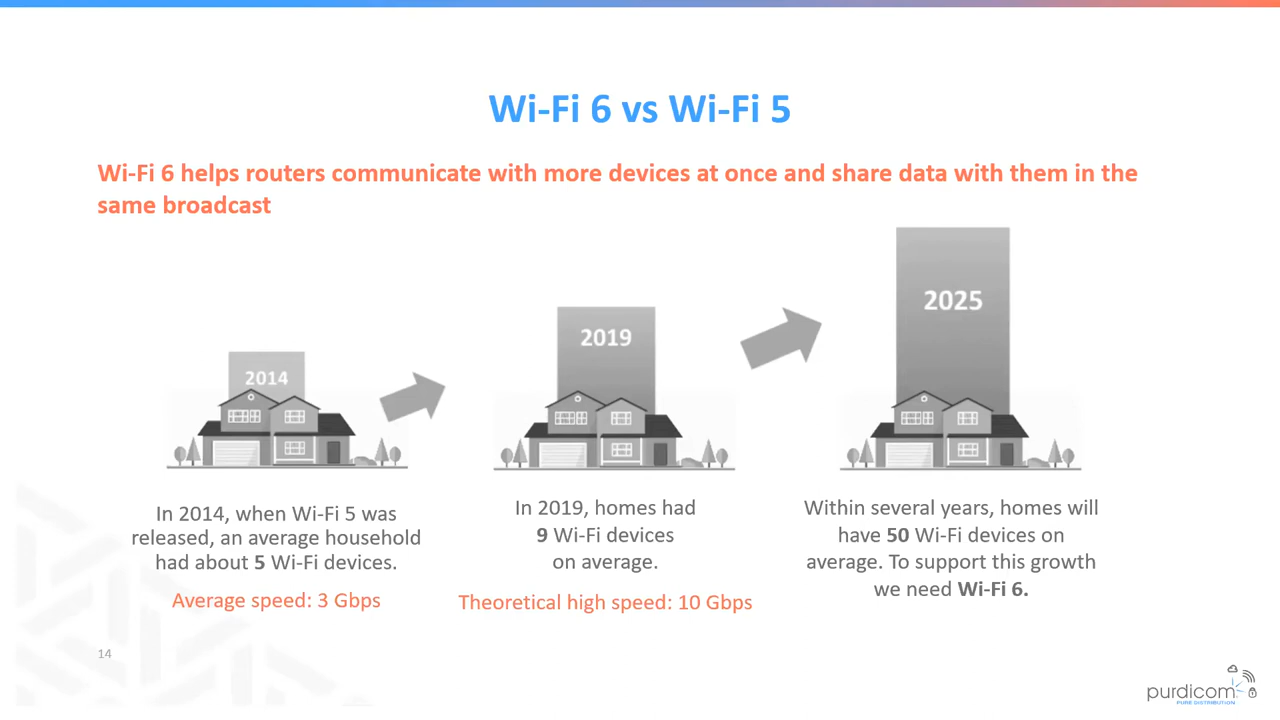 Wi-Fi 6 vs Wi-Fi 5
Wi-Fi 6 helps routers communicate with more devices at once and share data with them in the
same broadcast
2014
2019
2025
In 2014, when Wi-Fi 5 was
released, an average household
had about 5 Wi-Fi devices.
Average speed: 3 Gbps
In 2019, homes had
9 Wi-Fi devices
on average.
Theoretical high speed: 10 Gbps
Within several years, homes will
have 50 Wi-Fi devices on
average. To support this growth
we need Wi-Fi 6.
14
purdicom
PURE DISTRIBUTION